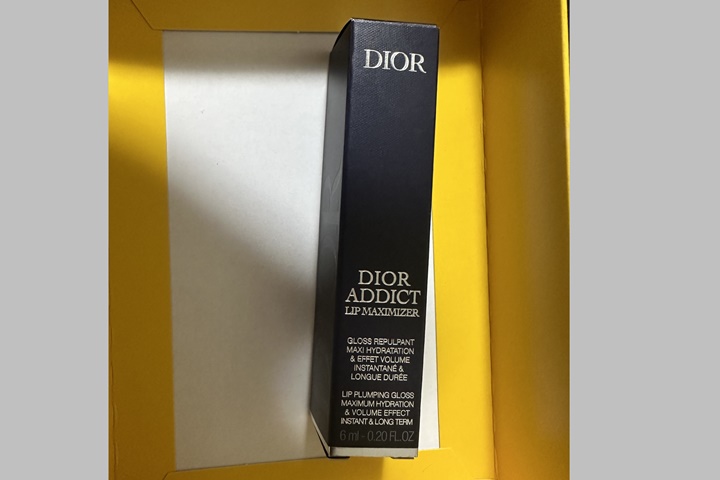 DIOR
DIOR
ADDICT
LIP MAXIMIZER
GLOSS REPULPANT
MAXI HYDRATATION
& EFFET VOLUME
INSTANTANÉ &
LONGUE DURÉE
LIP PLUMPING GLOSS
MAXIMUM HYDRATION
& VOLUME EFFECT
INSTANT & LONG TERM
6 ml - 0.20 FL.OZ